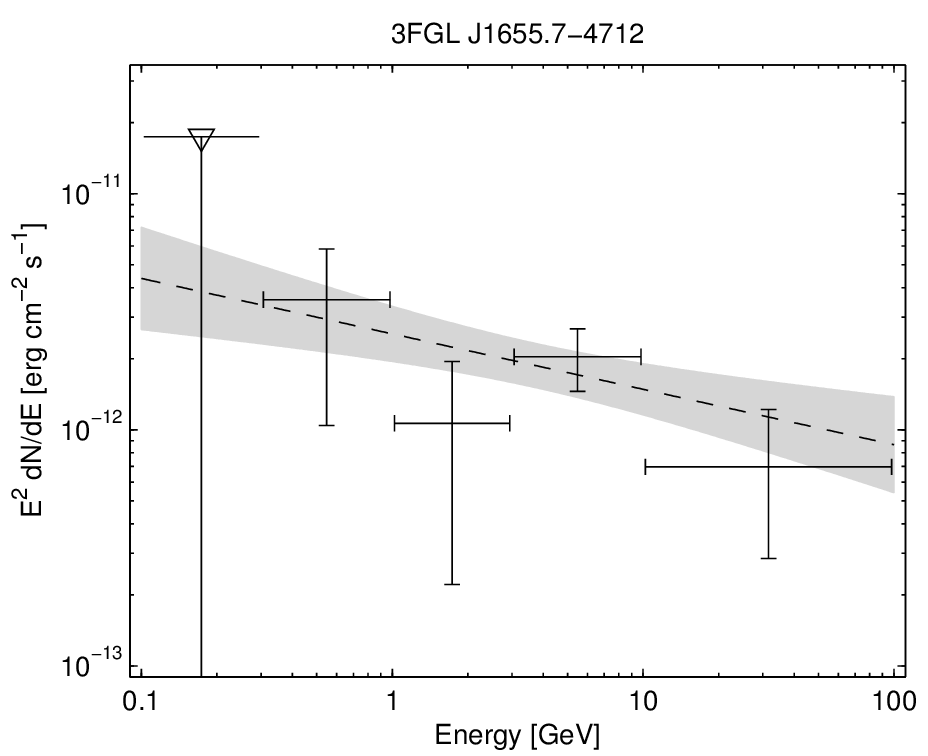 3FGL J1655.7−4712
E² dN/dE [erg cm⁻² s⁻¹]
10⁻¹¹
10⁻¹²
10⁻¹³
0.1 1 10 100
Energy [GeV]